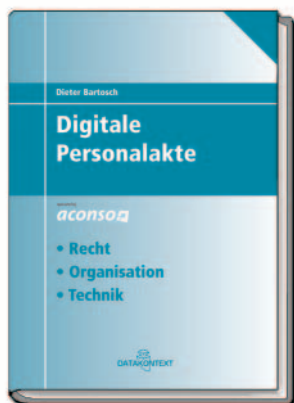 Dieter Bartosch
Digitale
Personalakte
aconso
• Recht
• Organisation
• Technik
DATAKONTEXT